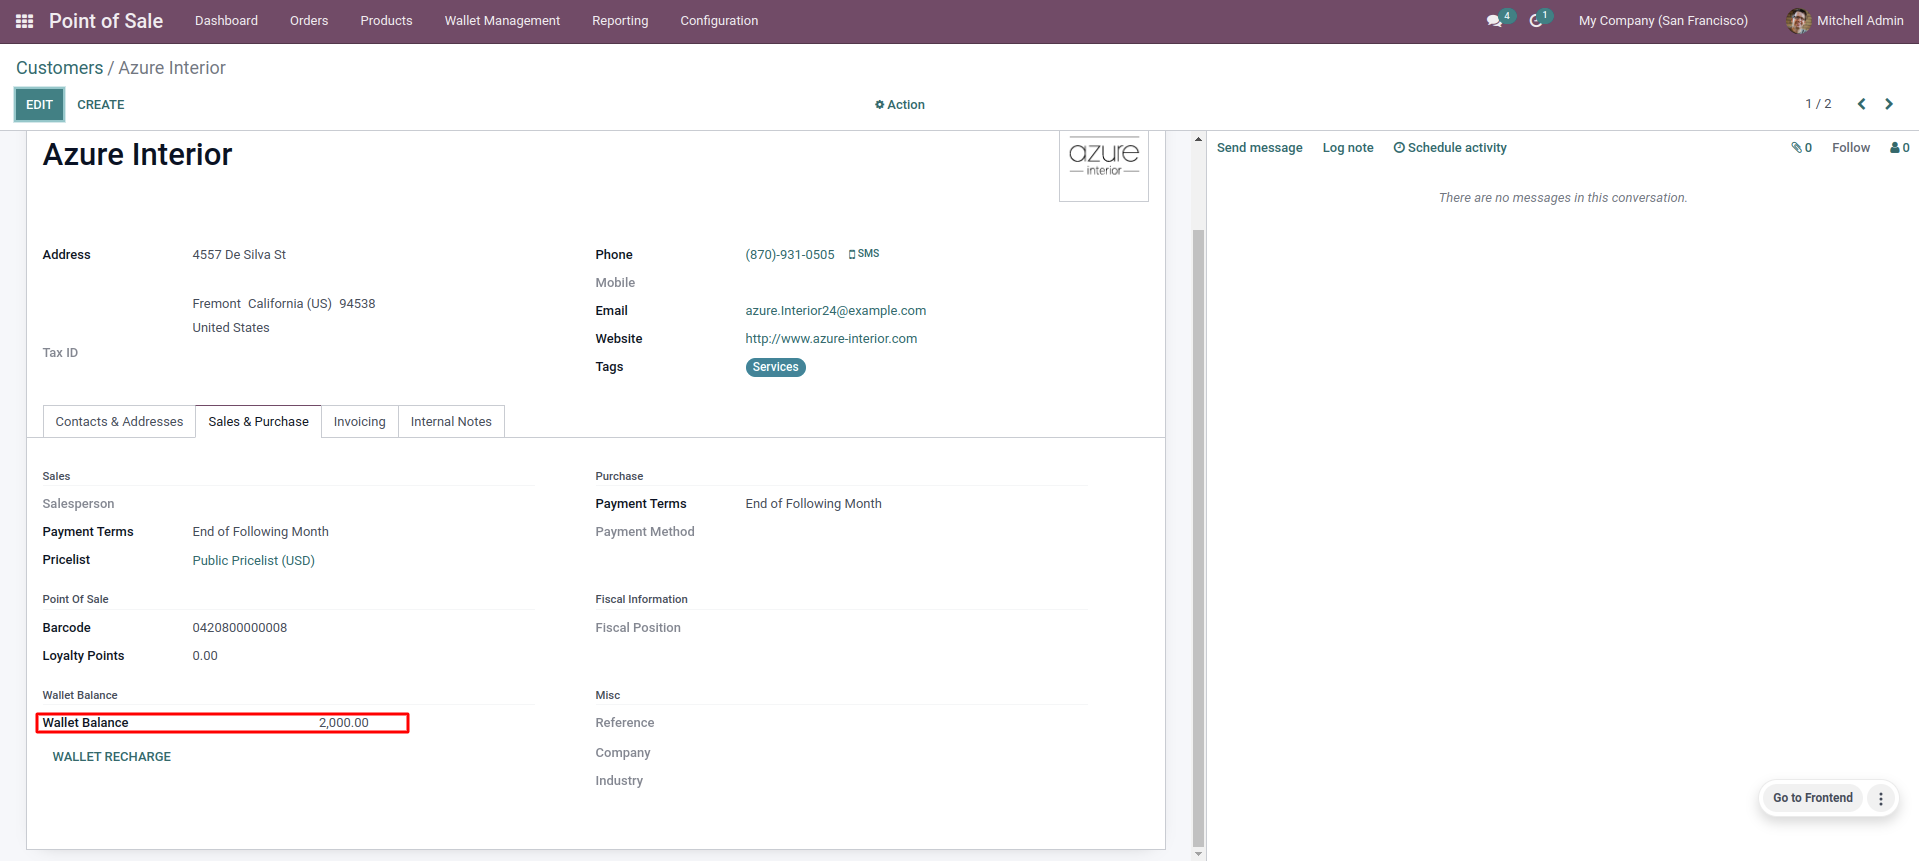 Point of Sale Dashboard Orders Products Wallet Management Reporting Configuration 4 1 My Company (San Francisco) Mitchell Admin
Customers / Azure Interior
EDIT CREATE Action 1 / 2
Azure Interior
azure
interior
Send message Log note Schedule activity 0 Follow 0
There are no messages in this conversation.
Address 4557 De Silva St
Fremont California (US) 94538
United States
Tax ID
Phone (870)-931-0505 SMS
Mobile
Email azure.Interior24@example.com
Website http://www.azure-interior.com
Tags Services
Contacts & Addresses Sales & Purchase Invoicing Internal Notes
Sales
Salesperson
Payment Terms End of Following Month
Pricelist Public Pricelist (USD)
Purchase
Payment Terms End of Following Month
Payment Method
Point Of Sale
Barcode 0420800000008
Loyalty Points 0.00
Fiscal Information
Fiscal Position
Wallet Balance
Wallet Balance 2,000.00
WALLET RECHARGE
Misc
Reference
Company
Industry
Go to Frontend